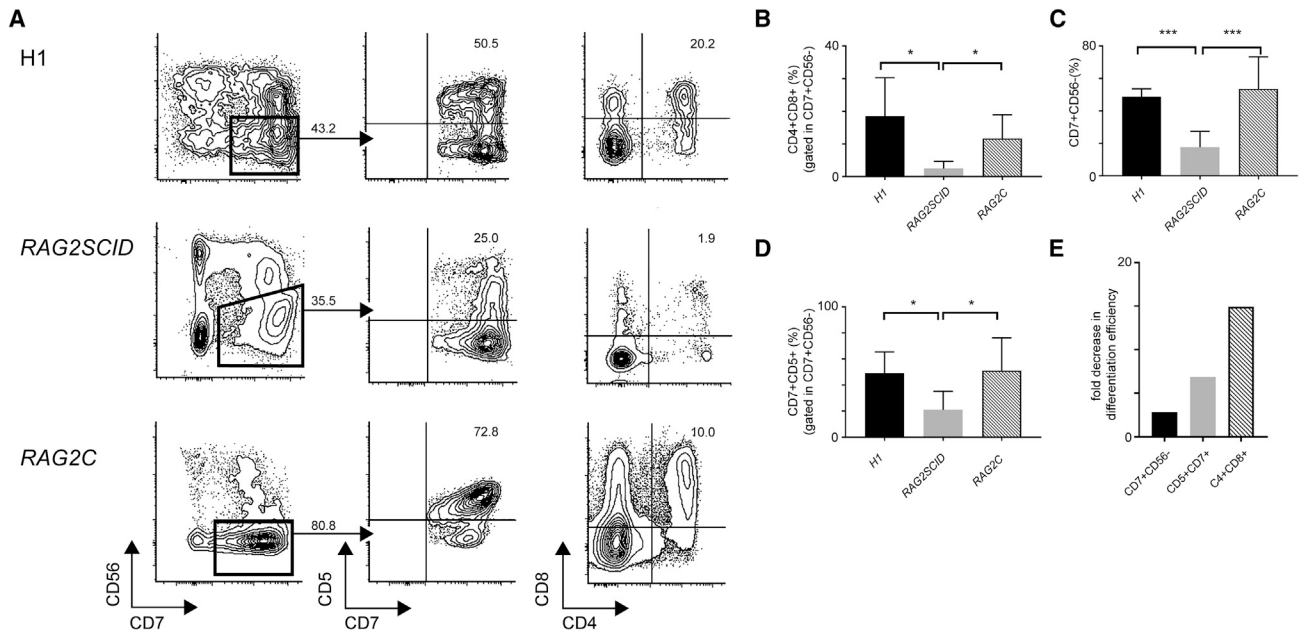 A
H1
50.5
20.2
43.2
RAG2SCID
25.0
1.9
35.5
RAG2C
72.8
10.0
80.8
CD56
CD7
CD5
CD7
CD8
CD4
B
40
0
CD4+CD8+ (%)
(gated in CD7+CD56-)
*
*
H1
RAG2SCID
RAG2C
C
80
0
CD7+CD56-(%)
***
***
H1
RAG2SCID
RAG2C
D
100
0
CD7+CD5+ (%)
(gated in CD7+CD56-)
*
*
H1
RAG2SCID
RAG2C
E
20
10
0
fold decrease in
differentiation efficiency
CD7+CD56-
CD5+CD7+
C4+CD8+